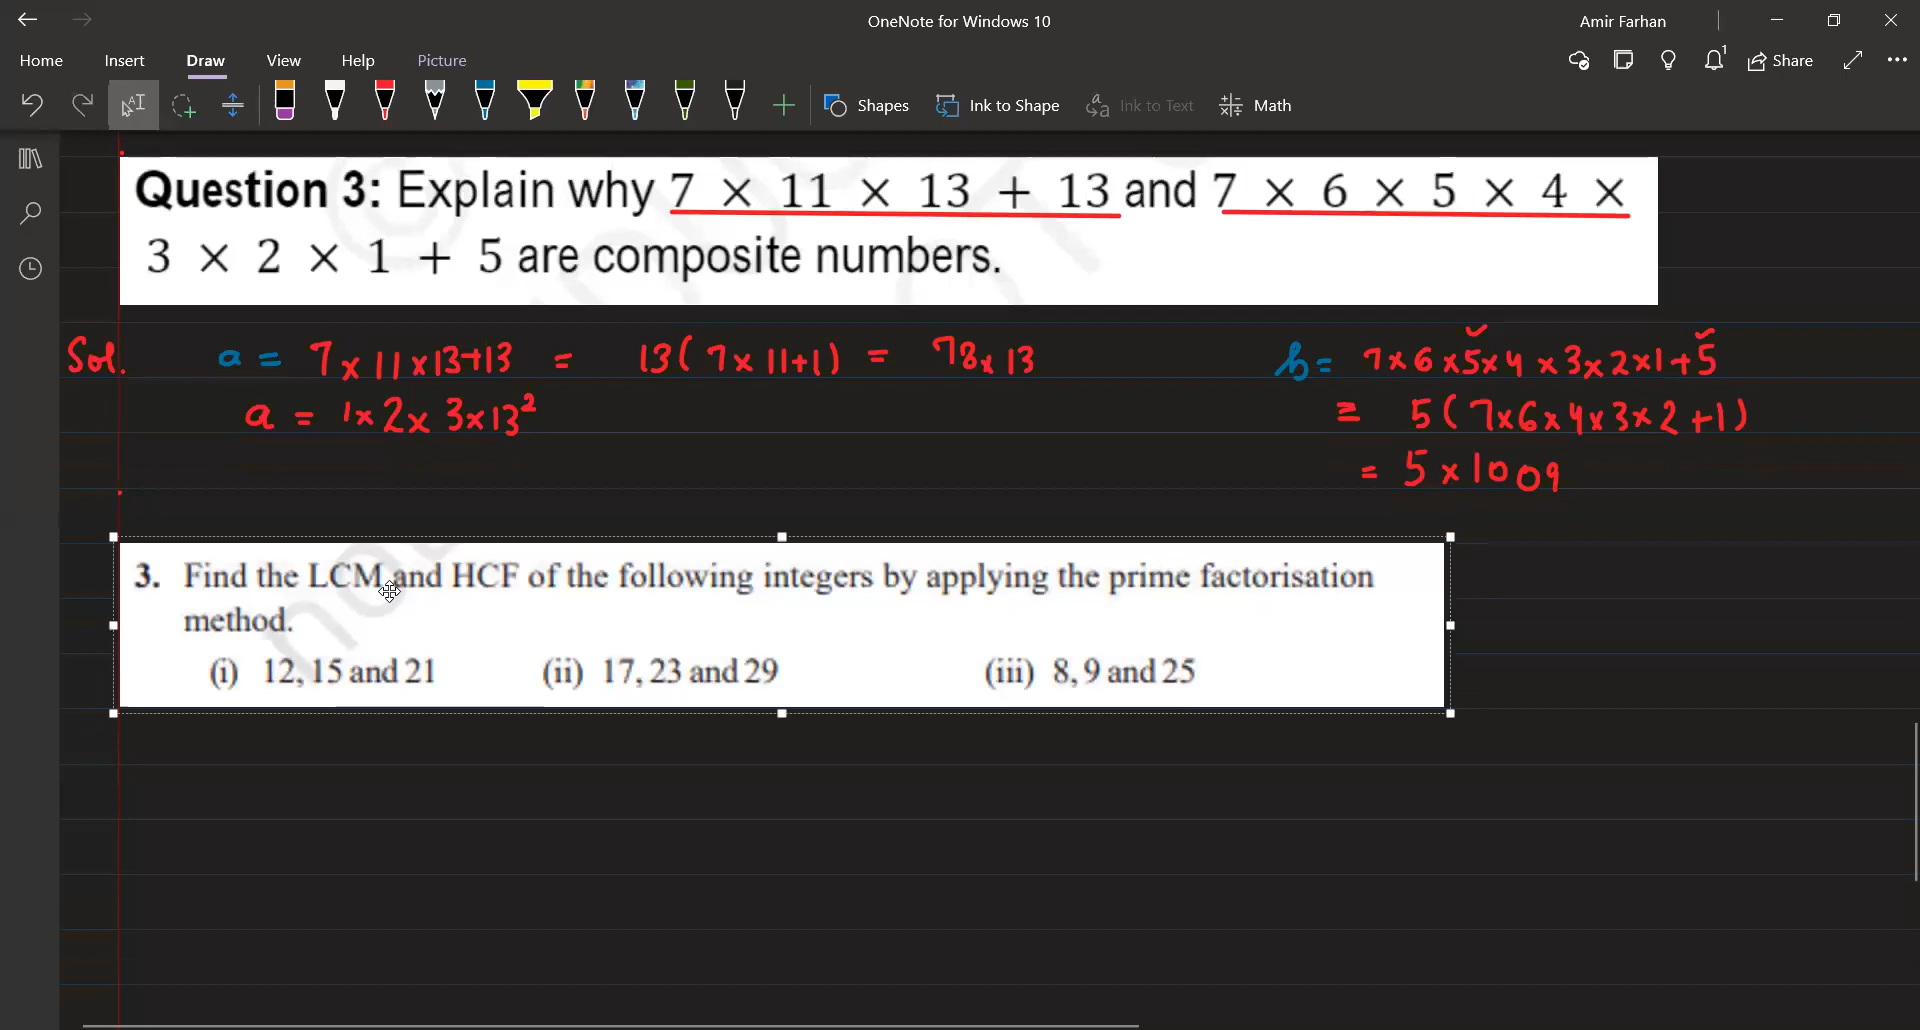 OneNote for Windows 10
Amir Farhan
Home Insert Draw View Help Picture
1
Share
Shapes Ink to Shape Ink to Text Math
Question 3: Explain why 7 × 11 × 13 + 13 and 7 × 6 × 5 × 4 ×
3 × 2 × 1 + 5 are composite numbers.
Sol. a = 7 × 11 × 13 + 13 = 13 ( 7 × 11 + 1 ) = 78 × 13
b = 7 × 6 × 5 × 4 × 3 × 2 × 1 + 5
a = 1 × 2 × 3 × 13²
= 5 ( 7 × 6 × 4 × 3 × 2 + 1 )
= 5 × 1009
3. Find the LCM and HCF of the following integers by applying the prime factorisation
method.
(i) 12, 15 and 21 (ii) 17, 23 and 29 (iii) 8, 9 and 25